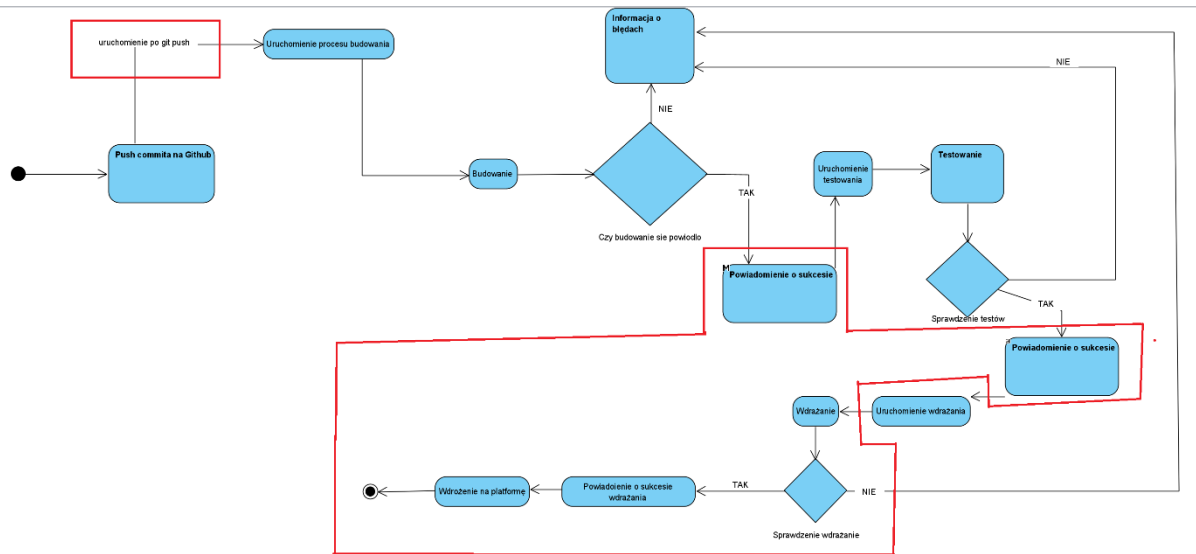 Informacja o
błędach
uruchomienie po git push
Uruchomienie procesu budowania
NIE
NIE
Push commita na Github
Testowanie
Uruchomienie
testowania
Budowanie
TAK
Czy budowanie sie powiodlo
Powiadomienie o sukcesie
TAK
Sprawdzenie testów
Powiadomienie o sukcesie
Wdrażanie
Uruchomienie wdrażania
Powiadoienie o sukcesie
wdrażania
Wdrożenie na platformę
TAK
NIE
Sprawdzenie wdrażanie